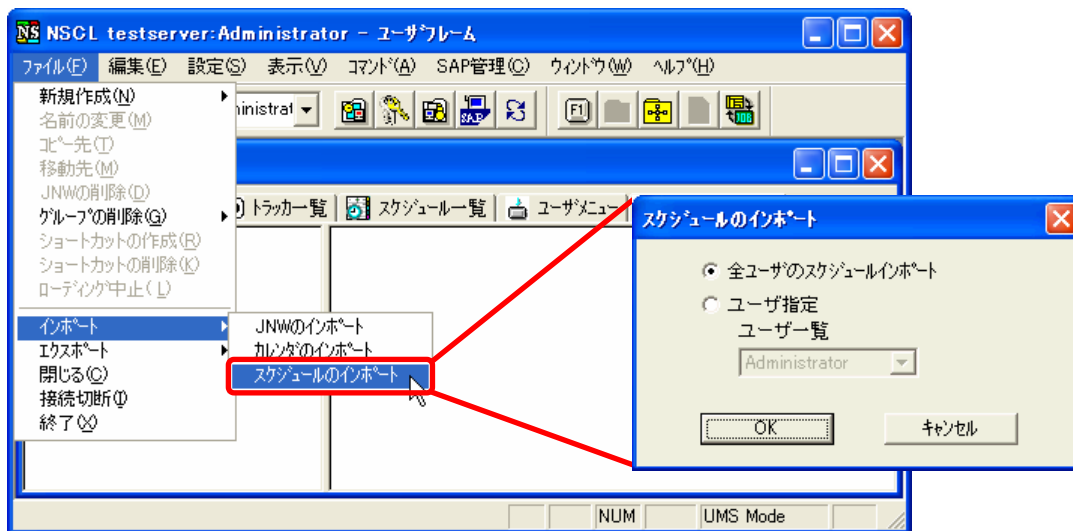 NS NSCL testserver:Administrator - ユーザフレーム
ファイル(F) 編集(E) 設定(S) 表示(V) コマンド(A) SAP管理(C) ウィンドウ(W) ヘルプ(H)
新規作成(N)
名前の変更(M)
コピー先(T)
移動先(M)
JNWの削除(D)
グループの削除(G)
ショートカットの作成(R)
ショートカットの削除(K)
ローディング中止(L)
インポート
エクスポート
閉じる(C)
接続切断(I)
終了(X)
SAP F1
トラッカー覧 スケジュール一覧 ユーザメニュー
JNWのインポート
カレンダのインポート
スケジュールのインポート
スケジュールのインポート
全ユーザのスケジュールインポート
ユーザ指定
ユーザ一覧
Administrator
OK キャンセル
NUM UMS Mode